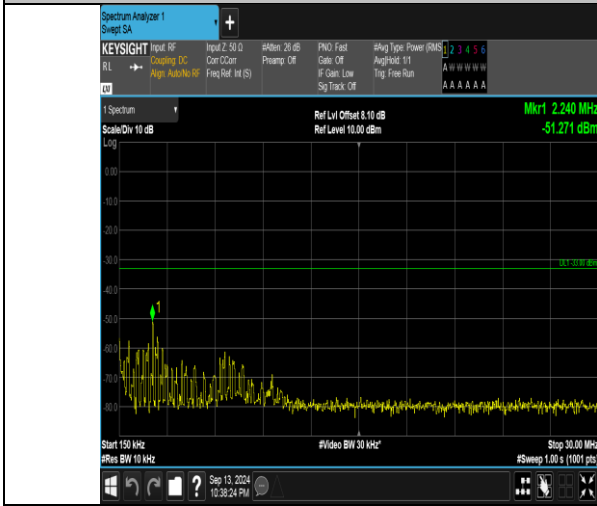 Spectrum Analyzer 1
Swept SA
+
KEYSIGHT Input: RF Input Z: 50 Ω #Atten: 26 dB PNO: Fast #Avg Type: Power (RMS 1 2 3 4 5 6
RL Coupling: DC Corr CCorr Preamp: Off Gate: Off Avg|Hold: 1/1 A W W W W W
Align: Auto/No RF Freq Ref: Int (S) IF Gain: Low Trig: Free Run
LXI Sig Track: Off A A A A A A
1 Spectrum Ref Lvl Offset 8.10 dB Mkr1 2.240 MHz
Scale/Div 10 dB Ref Level 10.00 dBm -51.271 dBm
Log
0.00
-10.0
-20.0
-30.0 DL1 -33.00 dBm
-40.0
1
-50.0
-60.0
-70.0
-80.0
Start 150 kHz #Video BW 30 kHz* Stop 30.00 MHz
#Res BW 10 kHz #Sweep 1.00 s (1001 pts)
? Sep 13, 2024
10:38:24 PM